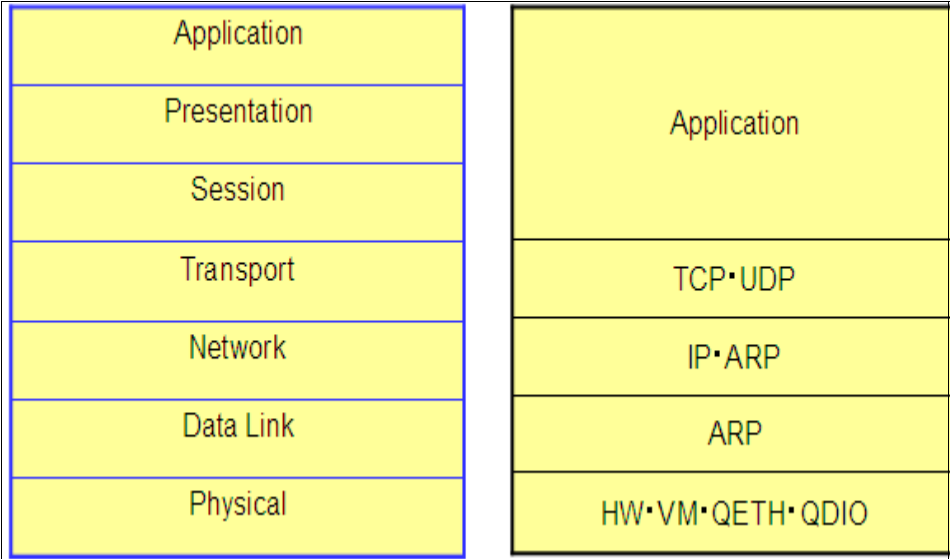 Application
Presentation
Session
Transport
Network
Data Link
Physical
Application
TCP･UDP
IP･ARP
ARP
HW･VM･QETH･QDIO